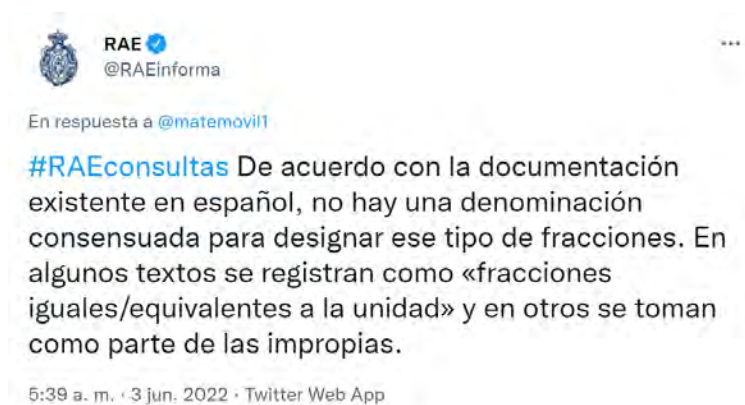 RAE
@RAEinforma
En respuesta a @matemovil1
#RAEconsultas De acuerdo con la documentación
existente en español, no hay una denominación
consensuada para designar ese tipo de fracciones. En
algunos textos se registran como «fracciones
iguales/equivalentes a la unidad» y en otros se toman
como parte de las impropias.
5:39 a. m. · 3 jun. 2022 · Twitter Web App